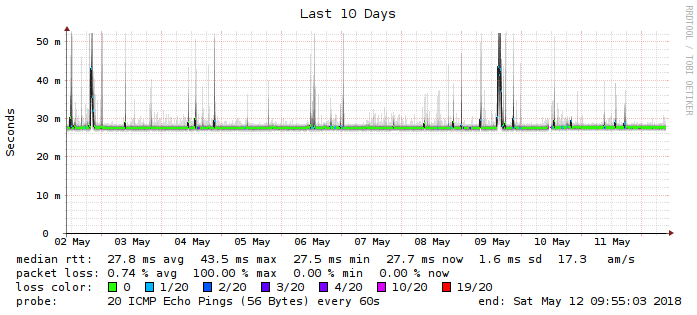 Last 10 Days
RRDTOOL / TOBI OETIKER
Seconds
50 m
40 m
30 m
20 m
10 m
0
02 May 03 May 04 May 05 May 06 May 07 May 08 May 09 May 10 May 11 May
median rtt: 27.8 ms avg 43.5 ms max 27.5 ms min 27.7 ms now 1.6 ms sd 17.3 am/s
packet loss: 0.74 % avg 100.00 % max 0.00 % min 0.00 % now
loss color: 0 1/20 2/20 3/20 4/20 10/20 19/20
probe: 20 ICMP Echo Pings (56 Bytes) every 60s end: Sat May 12 09:55:03 2018